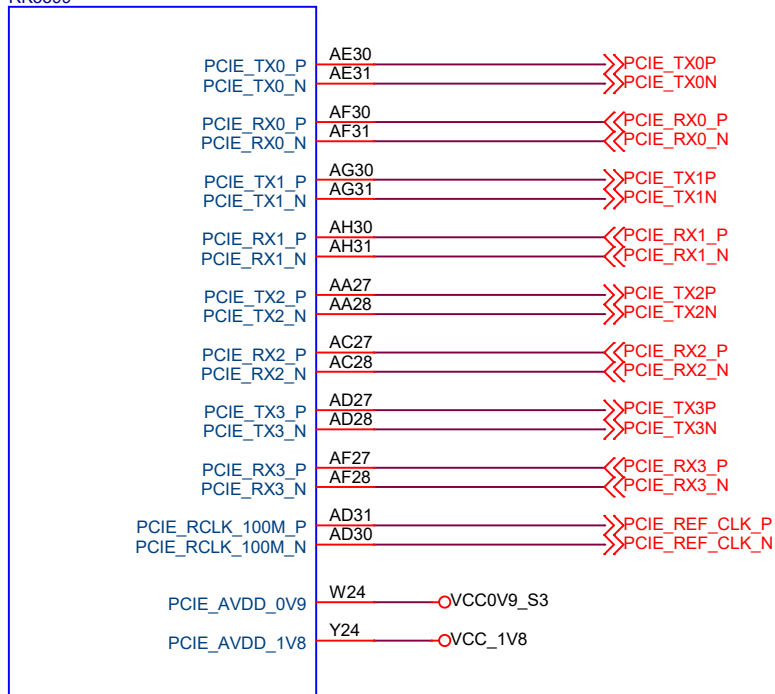 PCIE_TX0_P AE30 PCIE_TX0P
PCIE_TX0_N AE31 PCIE_TX0N
PCIE_RX0_P AF30 PCIE_RX0_P
PCIE_RX0_N AF31 PCIE_RX0_N
PCIE_TX1_P AG30 PCIE_TX1P
PCIE_TX1_N AG31 PCIE_TX1N
PCIE_RX1_P AH30 PCIE_RX1_P
PCIE_RX1_N AH31 PCIE_RX1_N
PCIE_TX2_P AA27 PCIE_TX2P
PCIE_TX2_N AA28 PCIE_TX2N
PCIE_RX2_P AC27 PCIE_RX2_P
PCIE_RX2_N AC28 PCIE_RX2_N
PCIE_TX3_P AD27 PCIE_TX3P
PCIE_TX3_N AD28 PCIE_TX3N
PCIE_RX3_P AF27 PCIE_RX3_P
PCIE_RX3_N AF28 PCIE_RX3_N
PCIE_RCLK_100M_P AD31 PCIE_REF_CLK_P
PCIE_RCLK_100M_N AD30 PCIE_REF_CLK_N
PCIE_AVDD_0V9 W24 VCC0V9_S3
PCIE_AVDD_1V8 Y24 VCC_1V8